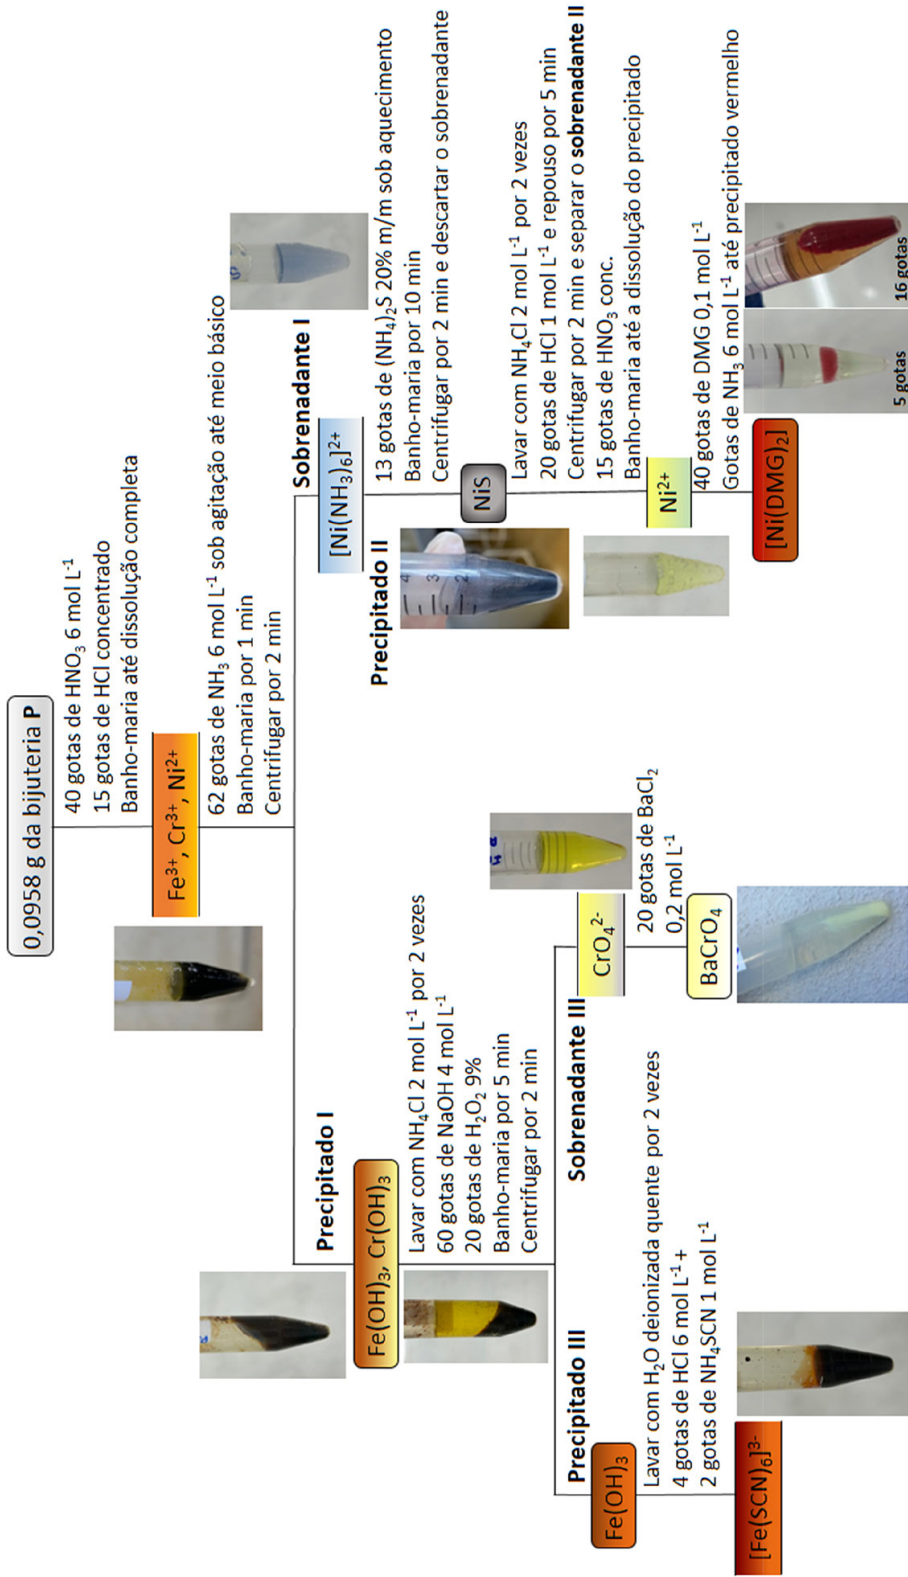 0,0958 g da bijuteria P
40 gotas de HNO₃ 6 mol L⁻¹
15 gotas de HCl concentrado
Banho-maria até dissolução completa
Fe³⁺, Cr³⁺, Ni²⁺
62 gotas de NH₃ 6 mol L⁻¹ sob agitação até meio básico
Banho-maria por 1 min
Centrifugar por 2 min
Precipitado I
Fe(OH)₃, Cr(OH)₃
Lavar com NH₄Cl 2 mol L⁻¹ por 2 vezes
60 gotas de NaOH 4 mol L⁻¹
20 gotas de H₂O₂ 9%
Banho-maria por 5 min
Centrifugar por 2 min
Precipitado III
Fe(OH)₃
Lavar com H₂O deionizada quente por 2 vezes
4 gotas de HCl 6 mol L⁻¹ +
2 gotas de NH₄SCN 1 mol L⁻¹
[Fe(SCN)₆]³⁻
Sobrenadante III
CrO₄²⁻
20 gotas de BaCl₂
0,2 mol L⁻¹
BaCrO₄
Sobrenadante I
[Ni(NH₃)₆]²⁺
13 gotas de (NH₄)₂S 20% m/m sob aquecimento
Banho-maria por 10 min
Centrifugar por 2 min e descartar o sobrenadante
Precipitado II
NiS
Lavar com NH₄Cl 2 mol L⁻¹ por 2 vezes
20 gotas de HCl 1 mol L⁻¹ e repouso por 5 min
Centrifugar por 2 min e separar o sobrenadante II
15 gotas de HNO₃ conc.
Banho-maria até a dissolução do precipitado
Ni²⁺
40 gotas de DMG 0,1 mol L⁻¹
Gotas de NH₃ 6 mol L⁻¹ até precipitado vermelho
[Ni(DMG)₂]
5 gotas
16 gotas